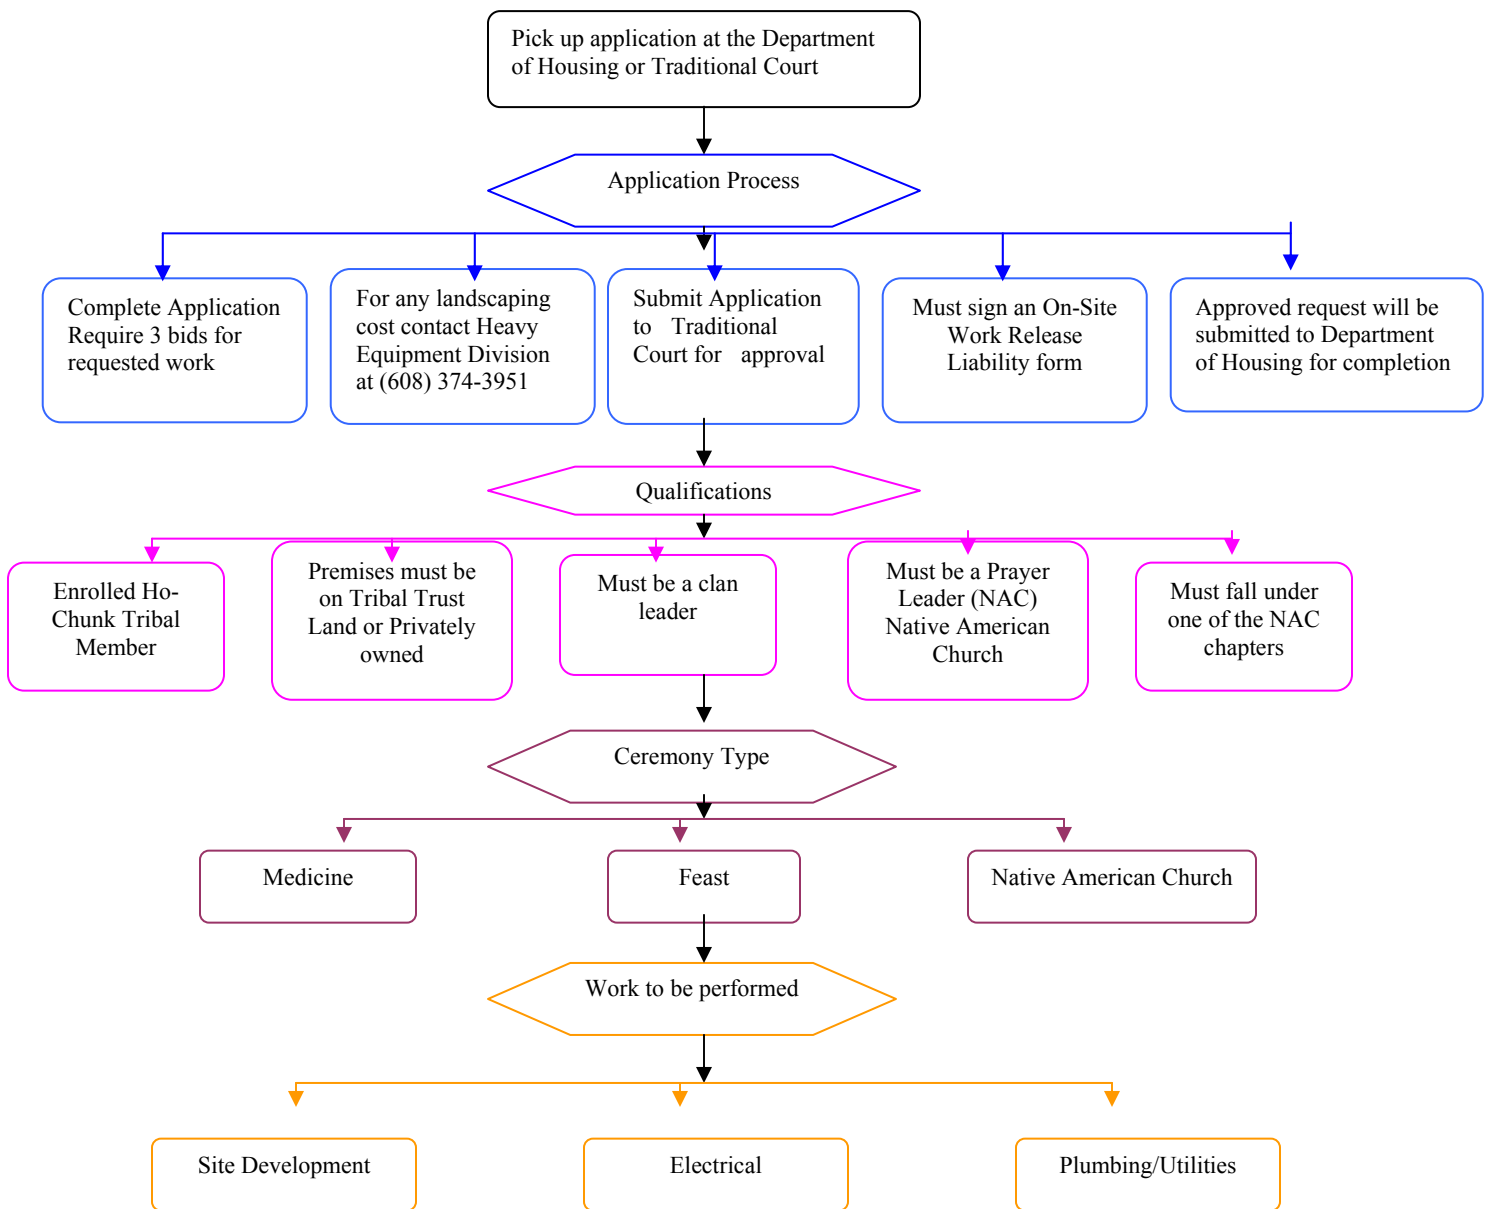 Pick up application at the Department
of Housing or Traditional Court
Application Process
Complete Application
Require 3 bids for
requested work
For any landscaping
cost contact Heavy
Equipment Division
at (608) 374-3951
Submit Application
to Traditional
Court for approval
Must sign an On-Site
Work Release
Liability form
Approved request will be
submitted to Department
of Housing for completion
Qualifications
Enrolled Ho-
Chunk Tribal
Member
Premises must be
on Tribal Trust
Land or Privately
owned
Must be a clan
leader
Must be a Prayer
Leader (NAC)
Native American
Church
Must fall under
one of the NAC
chapters
Ceremony Type
Medicine
Feast
Native American Church
Work to be performed
Site Development
Electrical
Plumbing/Utilities